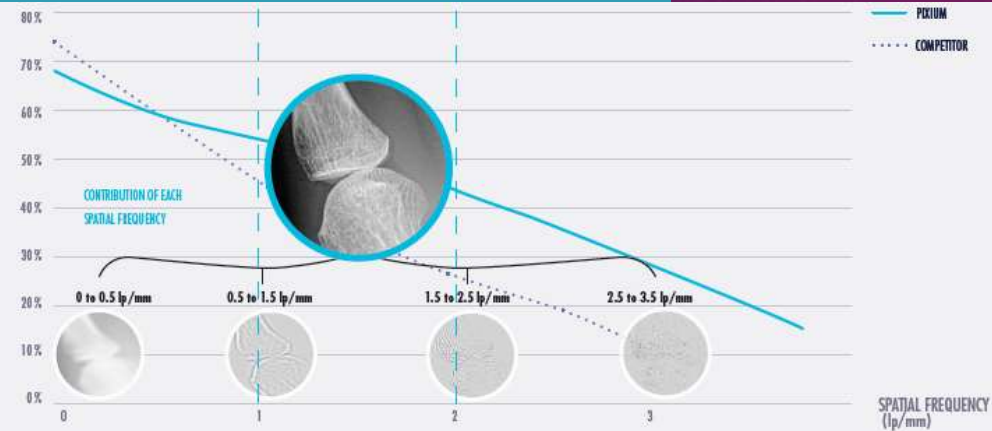 80%
PIXIUM
COMPETITOR
70%
60%
50%
CONTRIBUTION OF EACH
SPATIAL FREQUENCY
40%
30%
0 to 0.5 lp/mm
0.5 to 1.5 lp/mm
1.5 to 2.5 lp/mm
2.5 to 3.5 lp/mm
20%
10%
0%
0
1
2
3
SPATIAL FREQUENCY
(lp/mm)